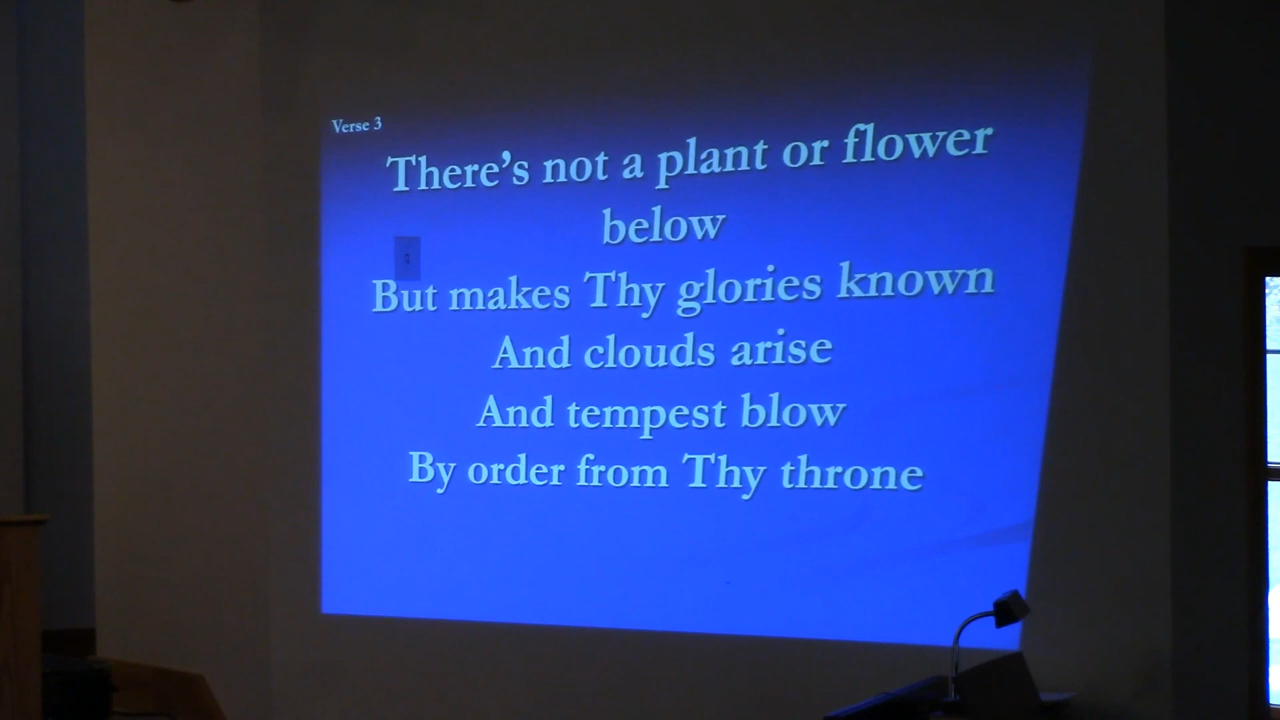 Verse 3
There's not a plant or flower
below
But makes Thy glories known
And clouds arise
And tempest blow
By order from Thy throne